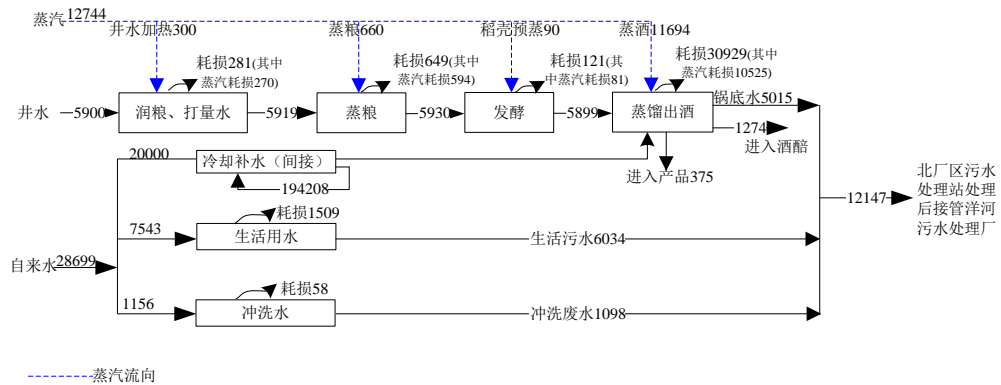 蒸汽12744
井水加热300
蒸粮660
稻壳预蒸90
蒸酒11694
耗损281(其中
蒸汽耗损270)
耗损649(其中
蒸汽耗损594)
耗损121(其
中蒸汽耗损81)
耗损30929(其中
蒸汽耗损10525)
井水
5900
润粮、打量水
5919
蒸粮
5930
发酵
5899
蒸馏出酒
锅底水5015
1274
进入酒醅
进入产品375
20000
冷却补水（间接）
194208
北厂区污水
处理站处理
后接管洋河
污水处理厂
12147
耗损1509
7543
生活用水
生活污水6034
自来水
28699
耗损58
1156
冲洗水
冲洗废水1098
蒸汽流向